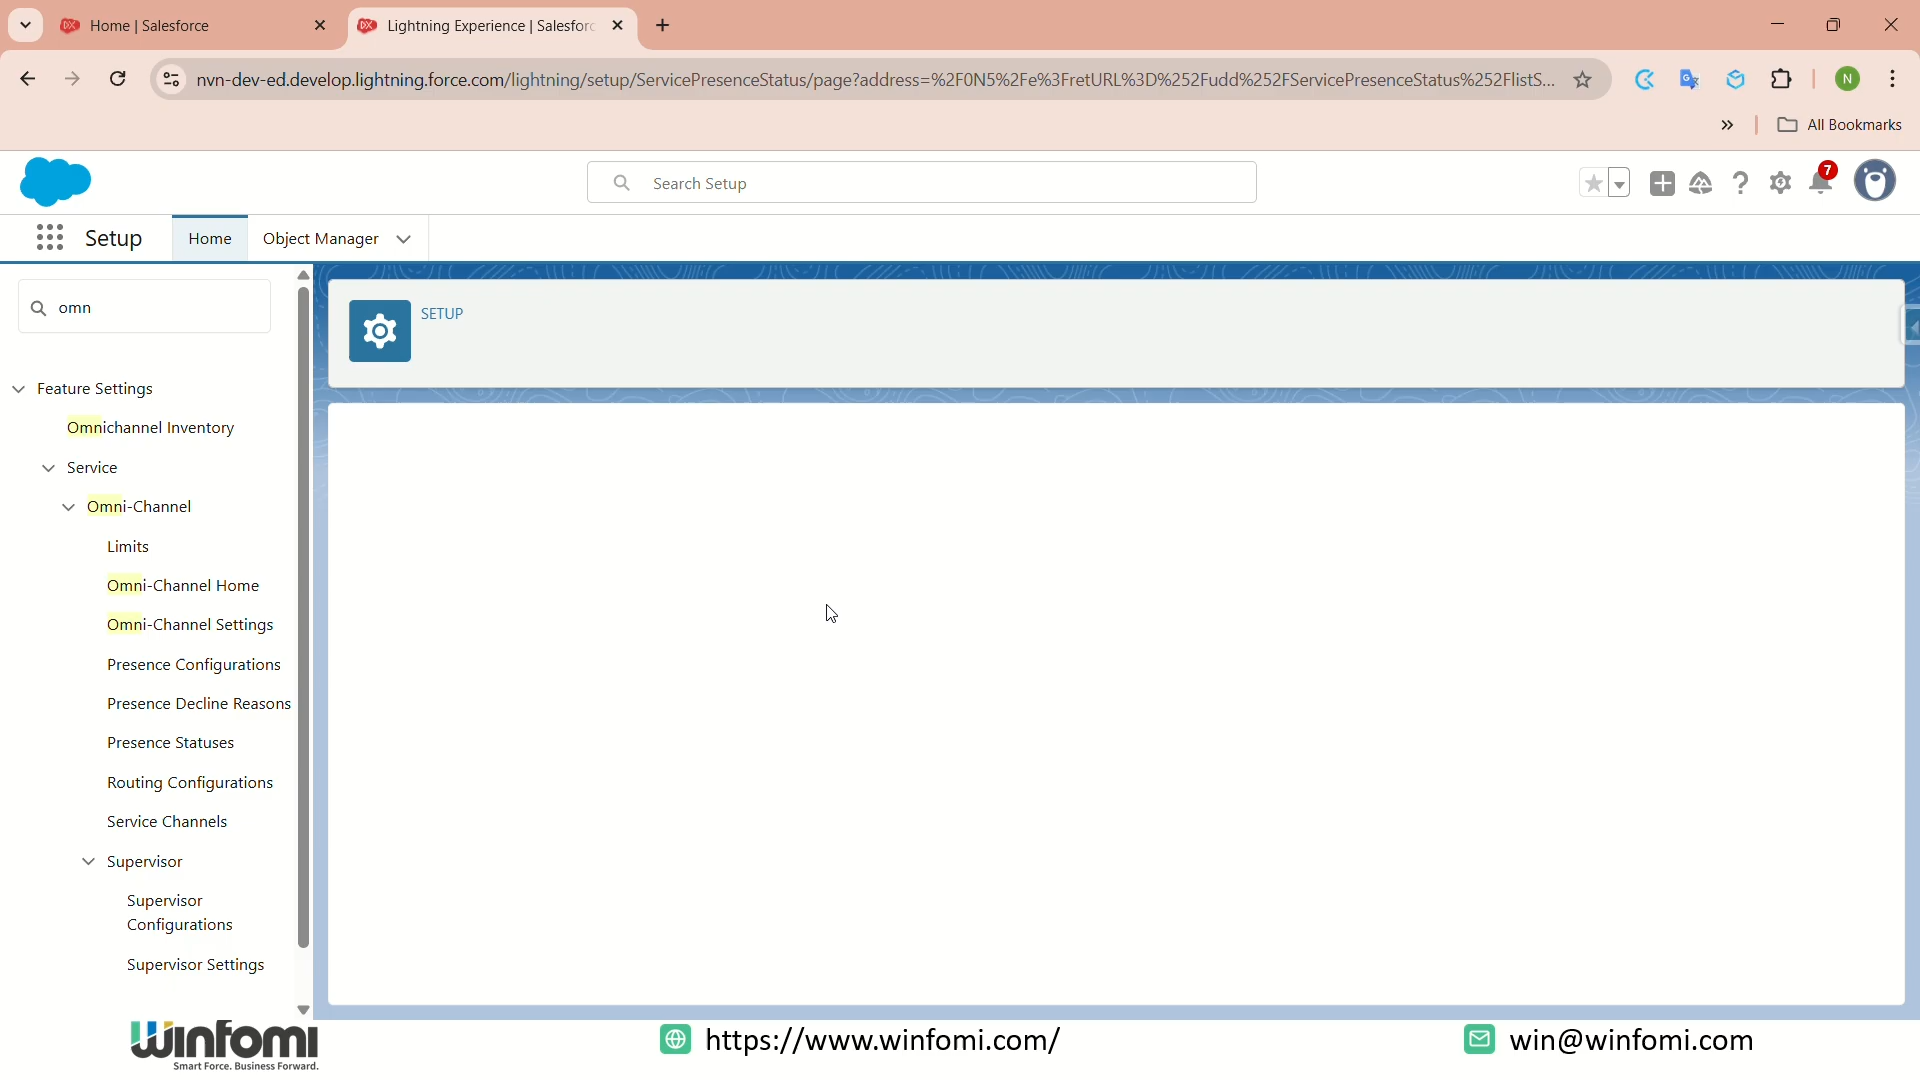 Home | Salesforce
Lightning Experience | Salesforc
nvn-dev-ed.develop.lightning.force.com/lightning/setup/ServicePresenceStatus/page?address=%2F0N5%2Fe%3FretURL%3D%252Fudd%252FServicePresenceStatus%252FlistS...
N
All Bookmarks
Search Setup
7
Setup
Home
Object Manager
omn
SETUP
Feature Settings
Omnichannel Inventory
Service
Omni-Channel
Limits
Omni-Channel Home
Omni-Channel Settings
Presence Configurations
Presence Decline Reasons
Presence Statuses
Routing Configurations
Service Channels
Supervisor
Supervisor
Configurations
Supervisor Settings
Winfomi
Smart Force. Business Forward.
https://www.winfomi.com/
win@winfomi.com